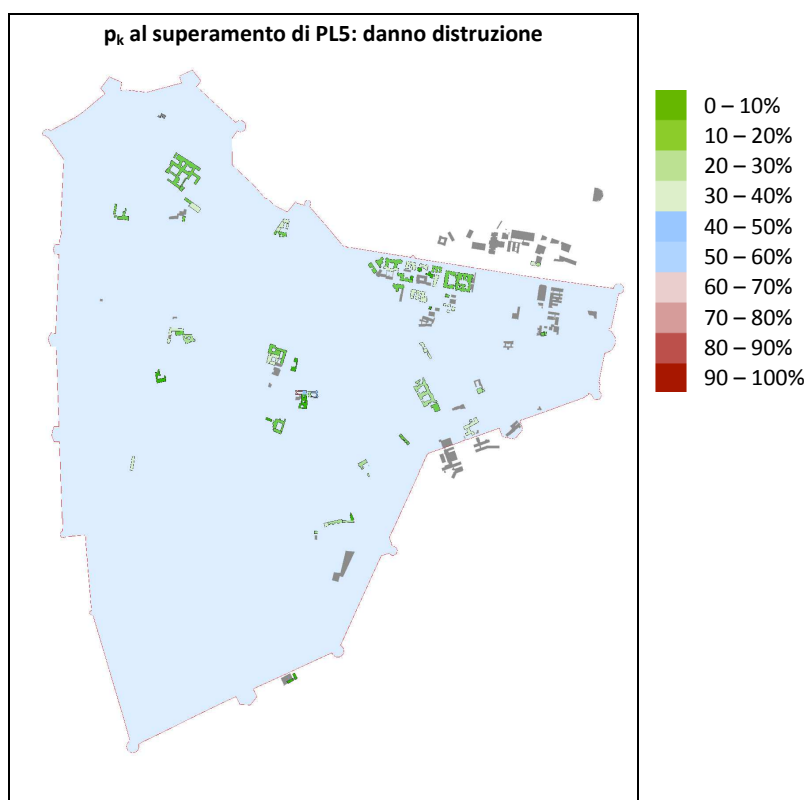 pk al superamento di PL5: danno distruzione
0 – 10%
10 – 20%
20 – 30%
30 – 40%
40 – 50%
50 – 60%
60 – 70%
70 – 80%
80 – 90%
90 – 100%